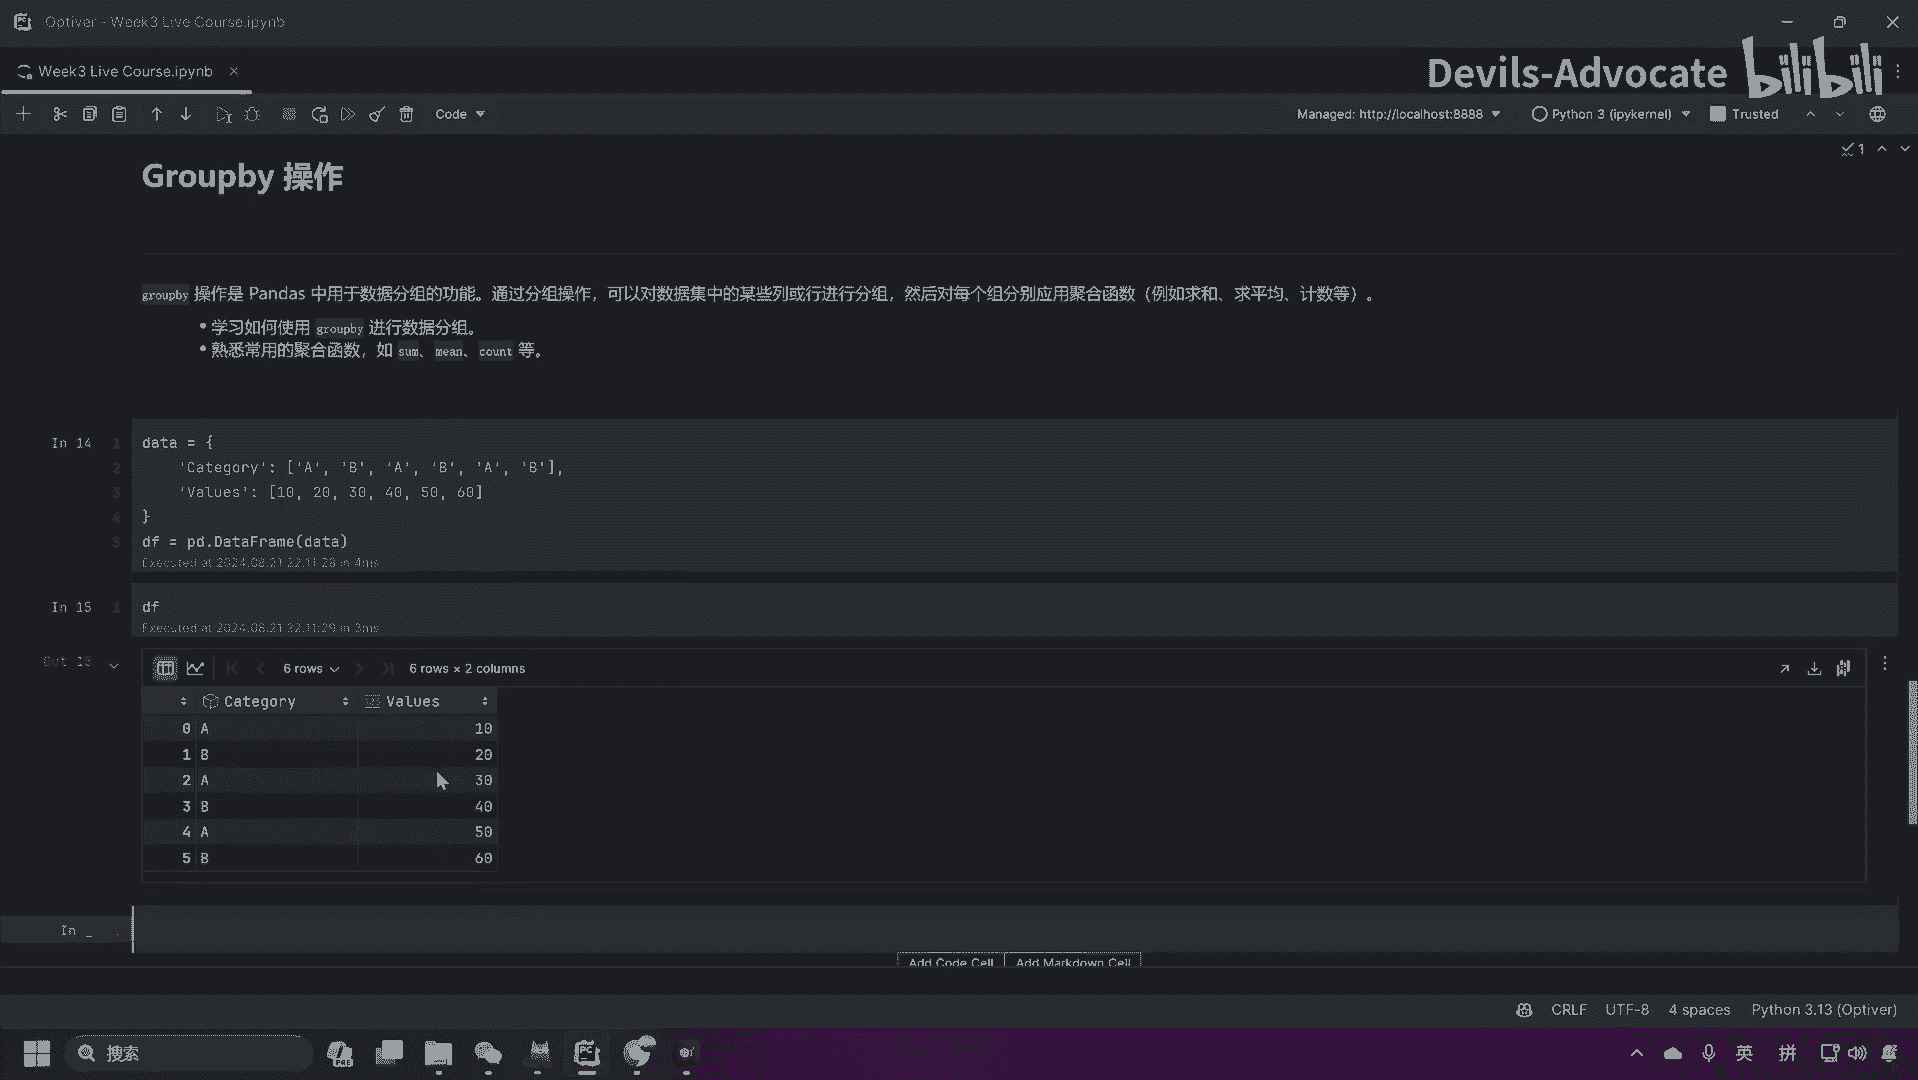 Optiver - Week3 Live Course.ipynb
Week3 Live Course.ipynb
Devils-Advocate bilibili
Code
Managed: http://localhost:8888
Python 3 (ipykernel)
Trusted
1
Groupby 操作
groupby 操作是 Pandas 中用于数据分组的功能。通过分组操作，可以对数据集中的某些列或行进行分组，然后对每个组分别应用聚合函数（例如求和、求平均、计数等）。
• 学习如何使用 groupby 进行数据分组。
• 熟悉常用的聚合函数，如 sum、mean、count 等。
In 14
1 data = {
2 'Category': ['A', 'B', 'A', 'B', 'A', 'B'],
3 'Values': [10, 20, 30, 40, 50, 60]
4 }
5 df = pd.DataFrame(data)
Executed at 2024.08.21 22:11:28 in 4ms
In 15
1 df
Executed at 2024.08.21 22:11:29 in 3ms
Out 15
6 rows
6 rows × 2 columns
Category Values
0 A 10
1 B 20
2 A 30
3 B 40
4 A 50
5 B 60
In _
Add Code Cell
Add Markdown Cell
CRLF UTF-8 4 spaces Python 3.13 (Optiver)
搜索
英 拼